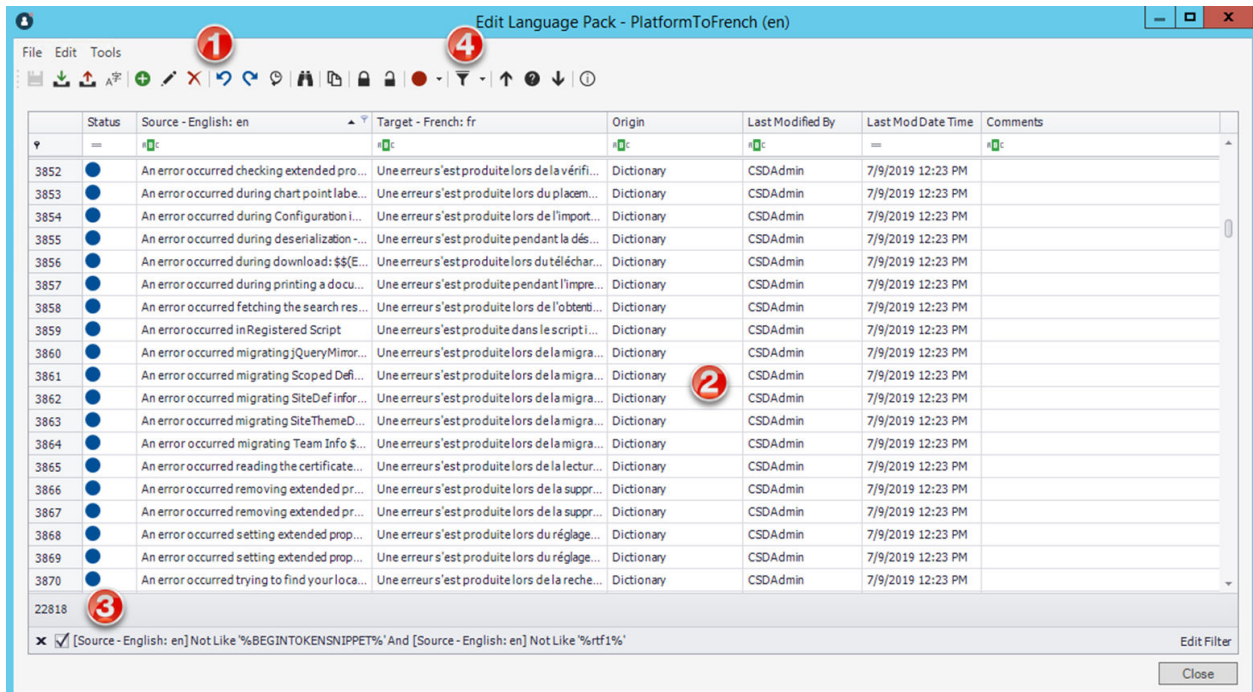 Edit Language Pack - PlatformToFrench (en)
File Edit Tools
1 4
Status Source - English: en Target - French: fr Origin Last Modified By Last Mod Date Time Comments
= ABC ABC ABC ABC = ABC
3852 An error occurred checking extended pro... Une erreur s'est produite lors de la vérifi... Dictionary CSDAdmin 7/9/2019 12:23 PM
3853 An error occurred during chart point labe... Une erreur s'est produite lors du placem... Dictionary CSDAdmin 7/9/2019 12:23 PM
3854 An error occurred during Configuration i... Une erreur s'est produite lors de l'import... Dictionary CSDAdmin 7/9/2019 12:23 PM
3855 An error occurred during deserialization -... Une erreur s'est produite pendant la dés... Dictionary CSDAdmin 7/9/2019 12:23 PM
3856 An error occurred during download: $$(E... Une erreur s'est produite lors du téléchar... Dictionary CSDAdmin 7/9/2019 12:23 PM
3857 An error occurred during printing a docu... Une erreur s'est produite pendant l'impre... Dictionary CSDAdmin 7/9/2019 12:23 PM
3858 An error occurred fetching the search res... Une erreur s'est produite lors de l'obtenti... Dictionary CSDAdmin 7/9/2019 12:23 PM
3859 An error occurred in Registered Script Une erreur s'est produite dans le script i... Dictionary CSDAdmin 7/9/2019 12:23 PM
3860 An error occurred migrating jQueryMirror... Une erreur s'est produite lors de la migra... Dictionary CSDAdmin 7/9/2019 12:23 PM
3861 An error occurred migrating Scoped Defi... Une erreur s'est produite lors de la migra... Dictionary 2 CSDAdmin 7/9/2019 12:23 PM
3862 An error occurred migrating SiteDef infor... Une erreur s'est produite lors de la migra... Dictionary CSDAdmin 7/9/2019 12:23 PM
3863 An error occurred migrating SiteThemeD... Une erreur s'est produite lors de la migra... Dictionary CSDAdmin 7/9/2019 12:23 PM
3864 An error occurred migrating Team Info $... Une erreur s'est produite lors de la migra... Dictionary CSDAdmin 7/9/2019 12:23 PM
3865 An error occurred reading the certificate... Une erreur s'est produite lors de la lectur... Dictionary CSDAdmin 7/9/2019 12:23 PM
3866 An error occurred removing extended pr... Une erreur s'est produite lors de la suppr... Dictionary CSDAdmin 7/9/2019 12:23 PM
3867 An error occurred removing extended pr... Une erreur s'est produite lors de la suppr... Dictionary CSDAdmin 7/9/2019 12:23 PM
3868 An error occurred setting extended prop... Une erreur s'est produite lors du réglage... Dictionary CSDAdmin 7/9/2019 12:23 PM
3869 An error occurred setting extended prop... Une erreur s'est produite lors du réglage... Dictionary CSDAdmin 7/9/2019 12:23 PM
3870 An error occurred trying to find your loca... Une erreur s'est produite lors de la reche... Dictionary CSDAdmin 7/9/2019 12:23 PM
22818 3
[Source - English: en] Not Like '%BEGINTOKENSNIPPET%' And [Source - English: en] Not Like '%rtf1%' Edit Filter
Close